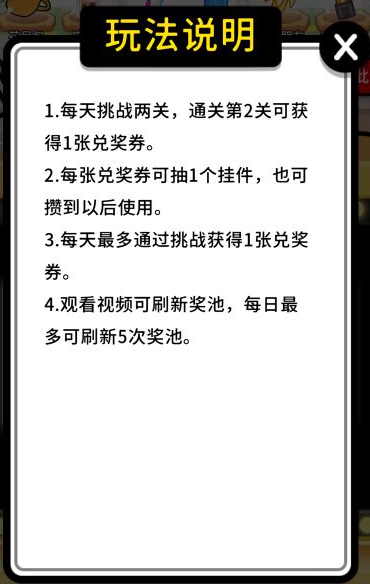 玩法说明
1.每天挑战两关，通关第2关可获
得1张兑奖券。
2.每张兑奖券可抽1个挂件，也可
攒到以后使用。
3.每天最多通过挑战获得1张兑奖
券。
4.观看视频可刷新奖池，每日最
多可刷新5次奖池。